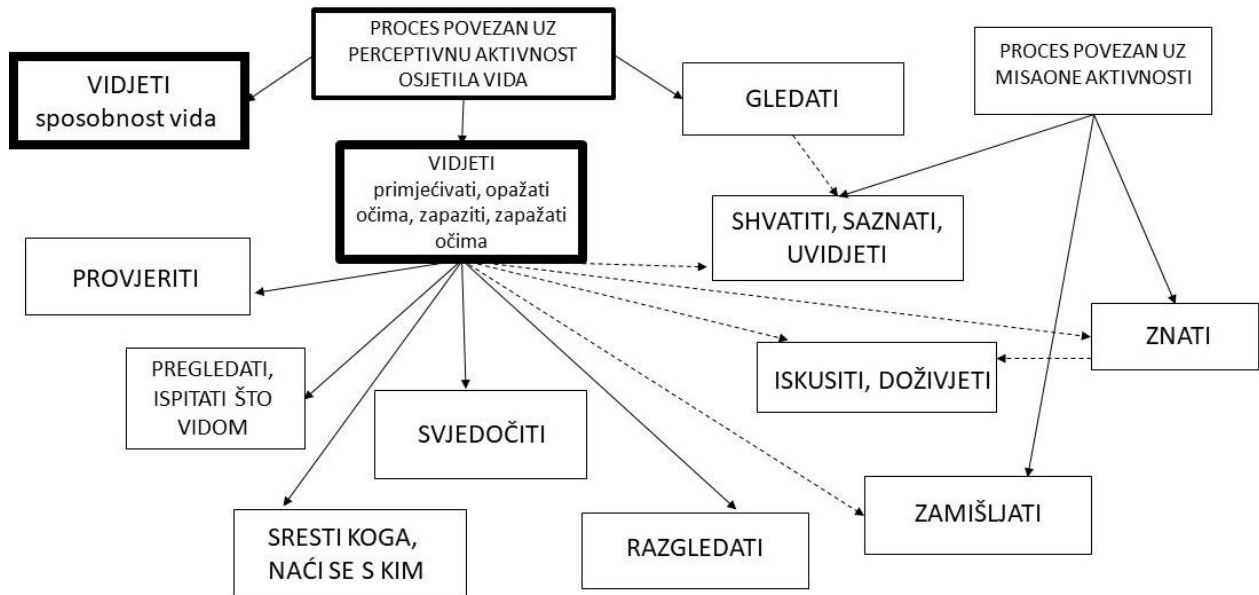 PROCES POVEZAN UZ
PERCEPTIVNU AKTIVNOST
OSJETILA VIDA
PROCES POVEZAN UZ
MISAONE AKTIVNOSTI
VIDJETI
sposobnost vida
GLEDATI
VIDJETI
primjećivati, opažati
očima, zapaziti, zapažati
očima
SHVATITI, SAZNATI,
UVIDJETI
PROVJERITI
ZNATI
PREGLEDATI,
ISPITATI ŠTO
VIDOM
ISKUSITI, DOŽIVJETI
SVJEDOČITI
ZAMIŠLJATI
SRESTI KOGA,
NAĆI SE S KIM
RAZGLEDATI